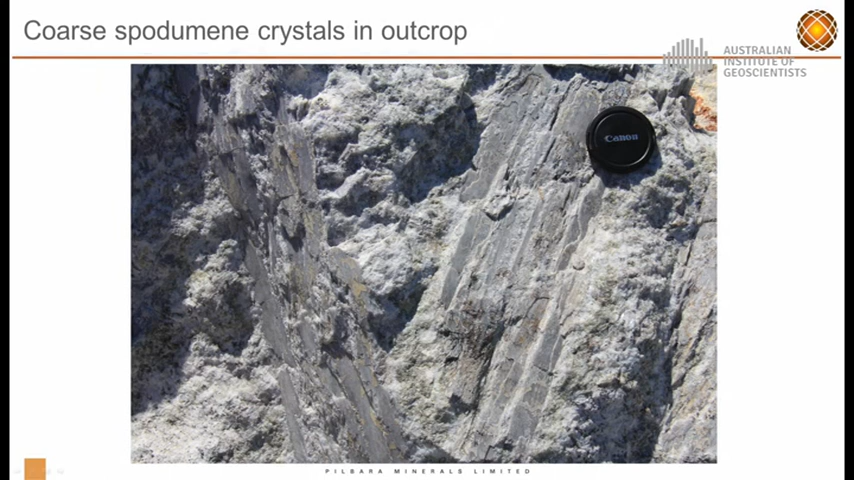 Coarse spodumene crystals in outcrop
AUSTRALIAN
INSTITUTE OF
GEOSCIENTISTS
Canon
PILBARA MINERALS LIMITED